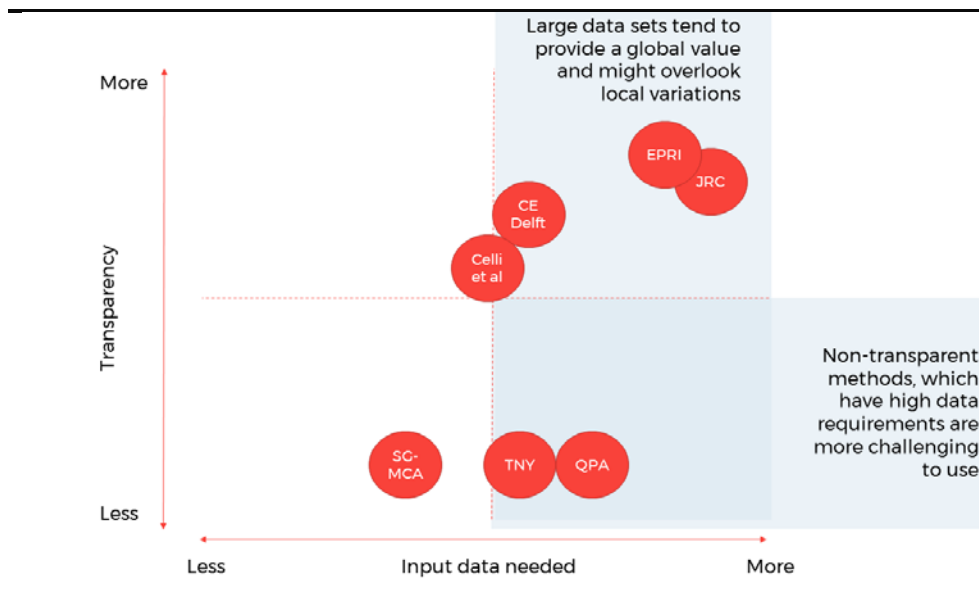 Large data sets tend to
provide a global value
and might overlook
local variations
More
EPRI
JRC
CE
Delft
Celli
et al
Transparency
Non-transparent
methods, which
have high data
requirements are
more challenging
to use
SG-
MCA
TNY
QPA
Less
Less
Input data needed
More